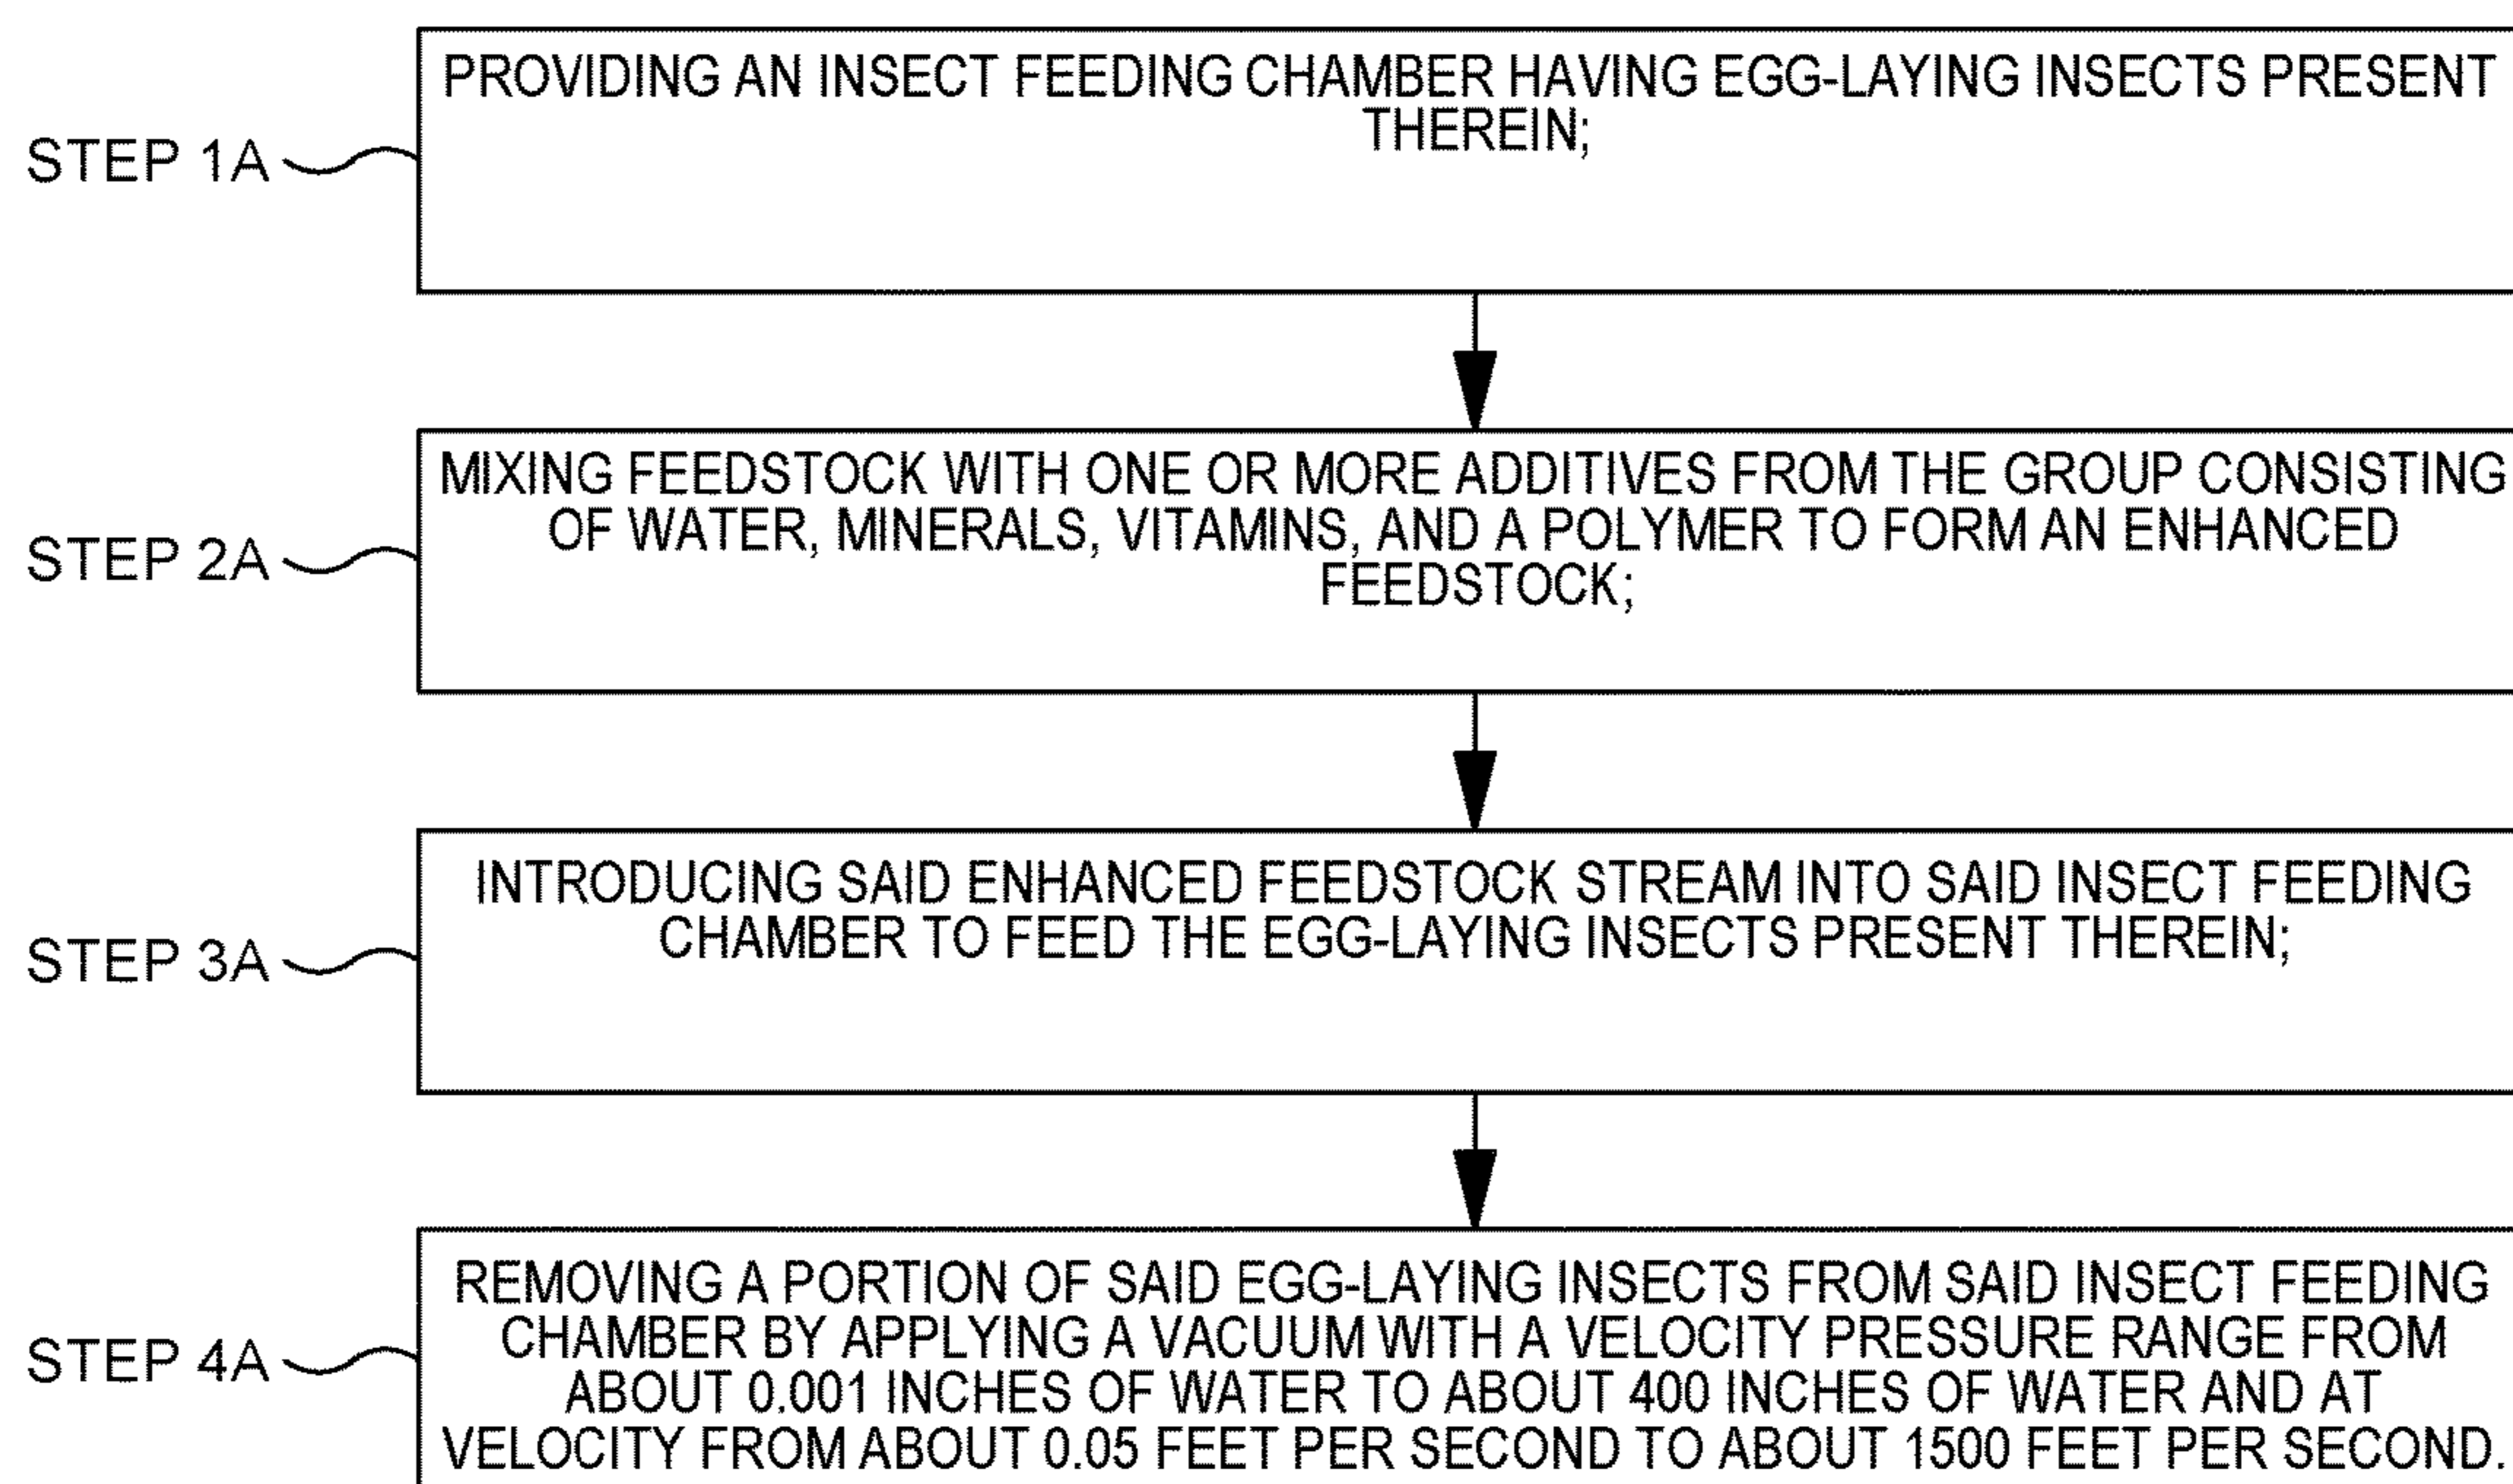 PROVIDING AN INSECT FEEDING CHAMBER HAVING EGG-LAYING INSECTS PRESENT
THEREIN;
STEP 1A
MIXING FEEDSTOCK WITH ONE OR MORE ADDITIVES FROM THE GROUP CONSISTING
OF WATER, MINERALS, VITAMINS, AND A POLYMER TO FORM AN ENHANCED
FEEDSTOCK;
STEP 2A
INTRODUCING SAID ENHANCED FEEDSTOCK STREAM INTO SAID INSECT FEEDING
CHAMBER TO FEED THE EGG-LAYING INSECTS PRESENT THEREIN;
STEP 3A
REMOVING A PORTION OF SAID EGG-LAYING INSECTS FROM SAID INSECT FEEDING
CHAMBER BY APPLYING A VACUUM WITH A VELOCITY PRESSURE RANGE FROM
ABOUT 0.001 INCHES OF WATER TO ABOUT 400 INCHES OF WATER AND AT
VELOCITY FROM ABOUT 0.05 FEET PER SECOND TO ABOUT 1500 FEET PER SECOND.
STEP 4A